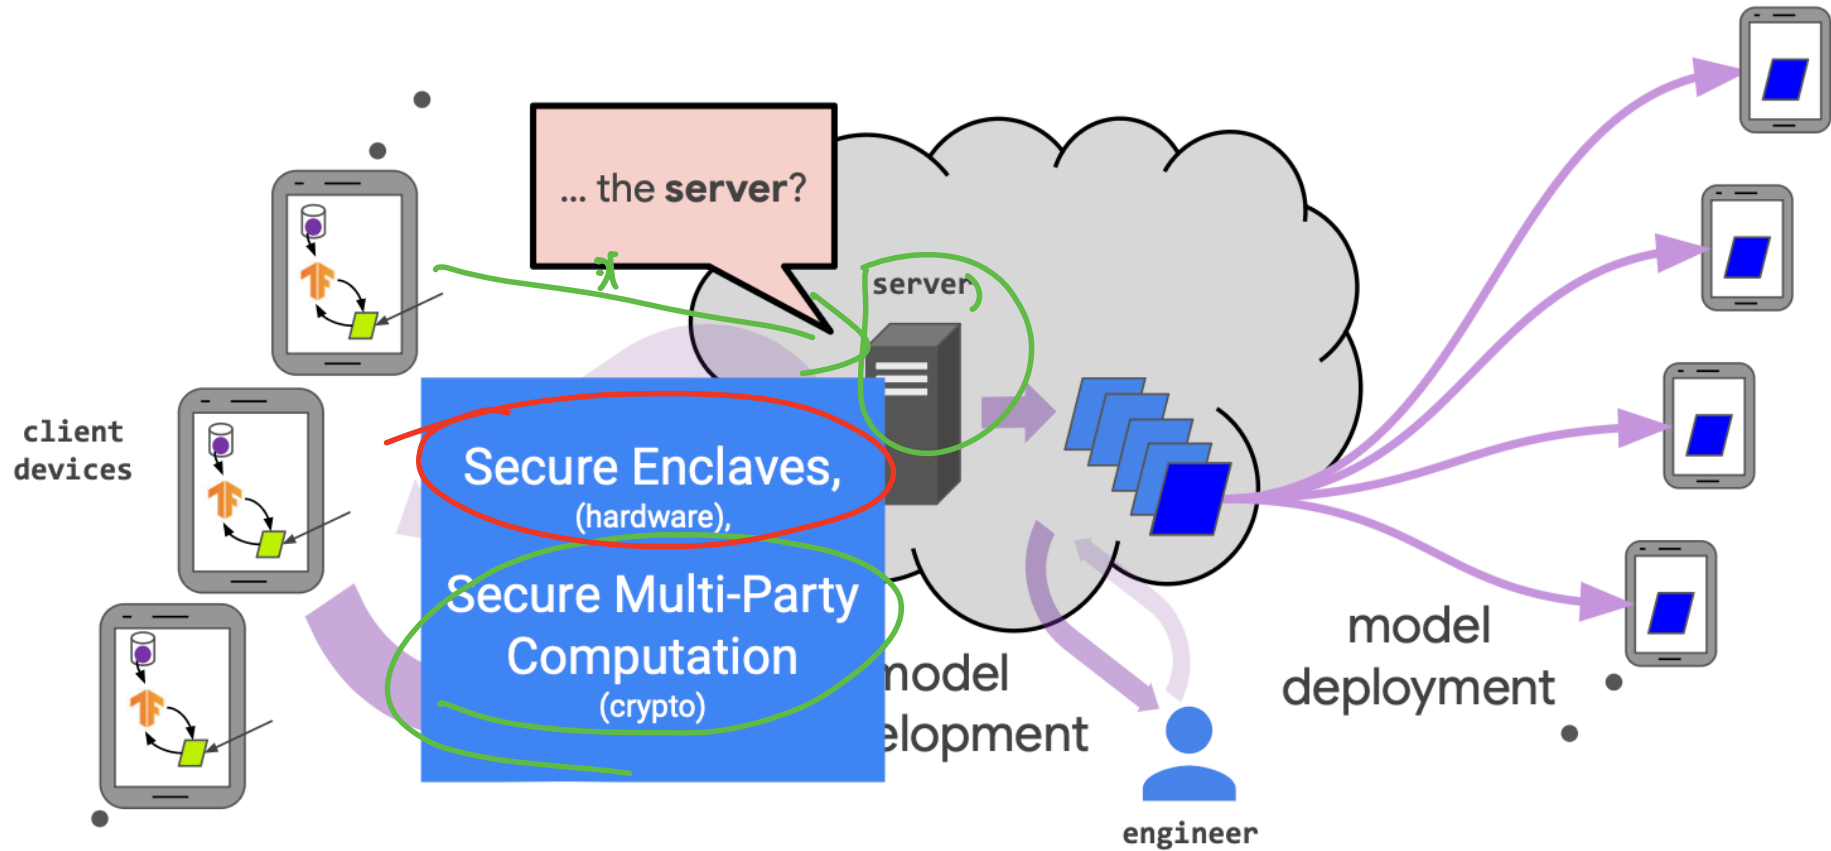 ... the server?
server
client
devices
Secure Enclaves,
(hardware),
Secure Multi-Party
Computation
(crypto)
model
elopment
model
deployment
engineer